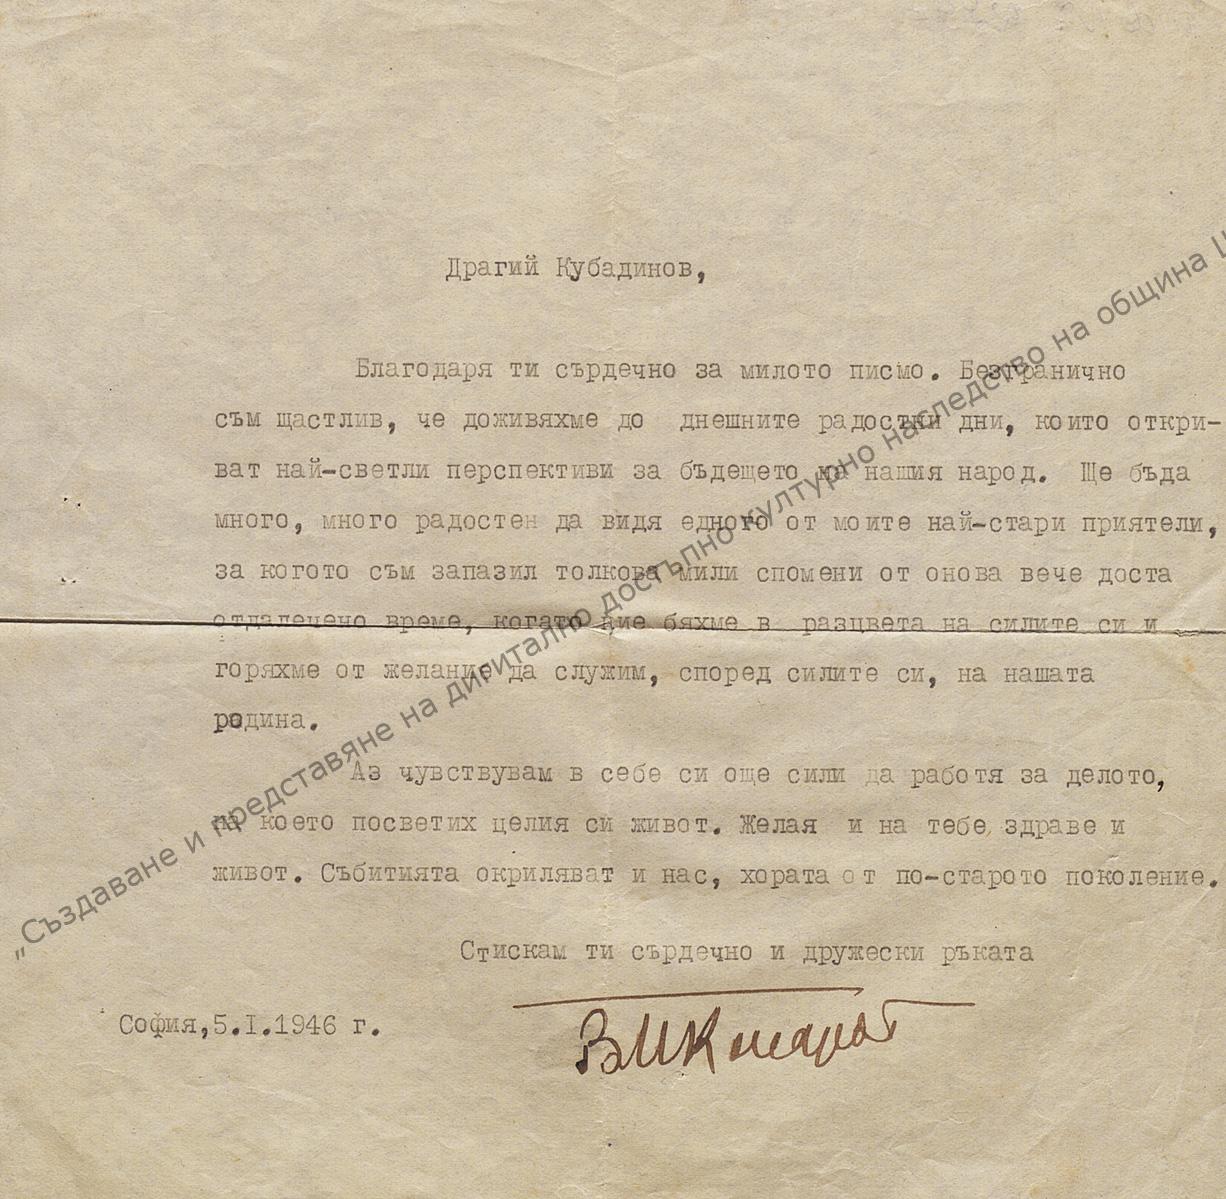 Драгий Кубадинов,
Благодаря ти сърдечно за милото писмо. Безгранично
съм щастлив, че доживяхме до днешните радостни дни, които откри-
ват най-светли перспективи за бъдещето на нашия народ. Ще бъда
много, много радостен да видя едного от моите най-стари приятели,
за когото съм запазил толкова мили спомени от онова вече доста
отдалечено време, когато ние бяхме в разцвета на силите си и
горяхме от желание да служим, според силите си, на нашата
родина.
Аз чувствувам в себе си още сили да работя за делото,
на което посветих целия си живот. Желая и на тебе здраве и
живот. Събитията окриляват и нас, хората от по-старото поколение.
Стискам ти сърдечно и дружески ръката
София,5.I.1946 г.
„Създаване и представяне на дигитално достъпно културно наследство на община